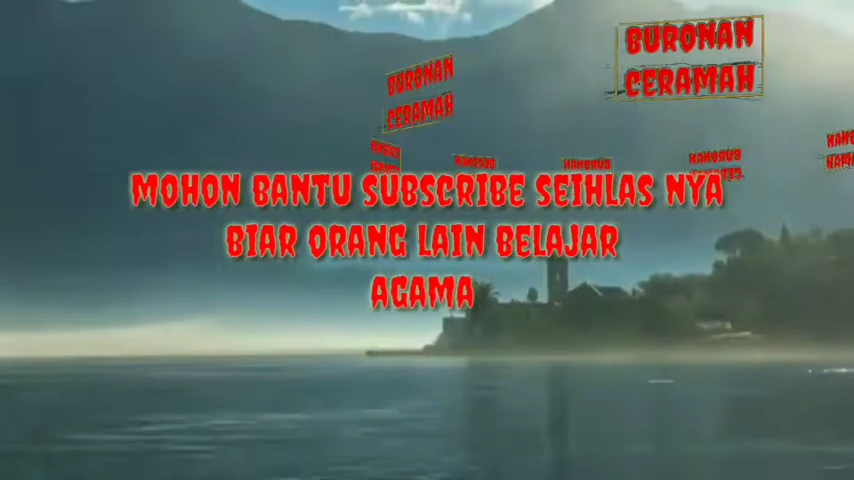 BURONAN
CERAMAH
BURONAN
CERAMAH
MOHON BANTU SUBSCRIBE SEIHLAS NYA
BIAR ORANG LAIN BELAJAR
AGAMA